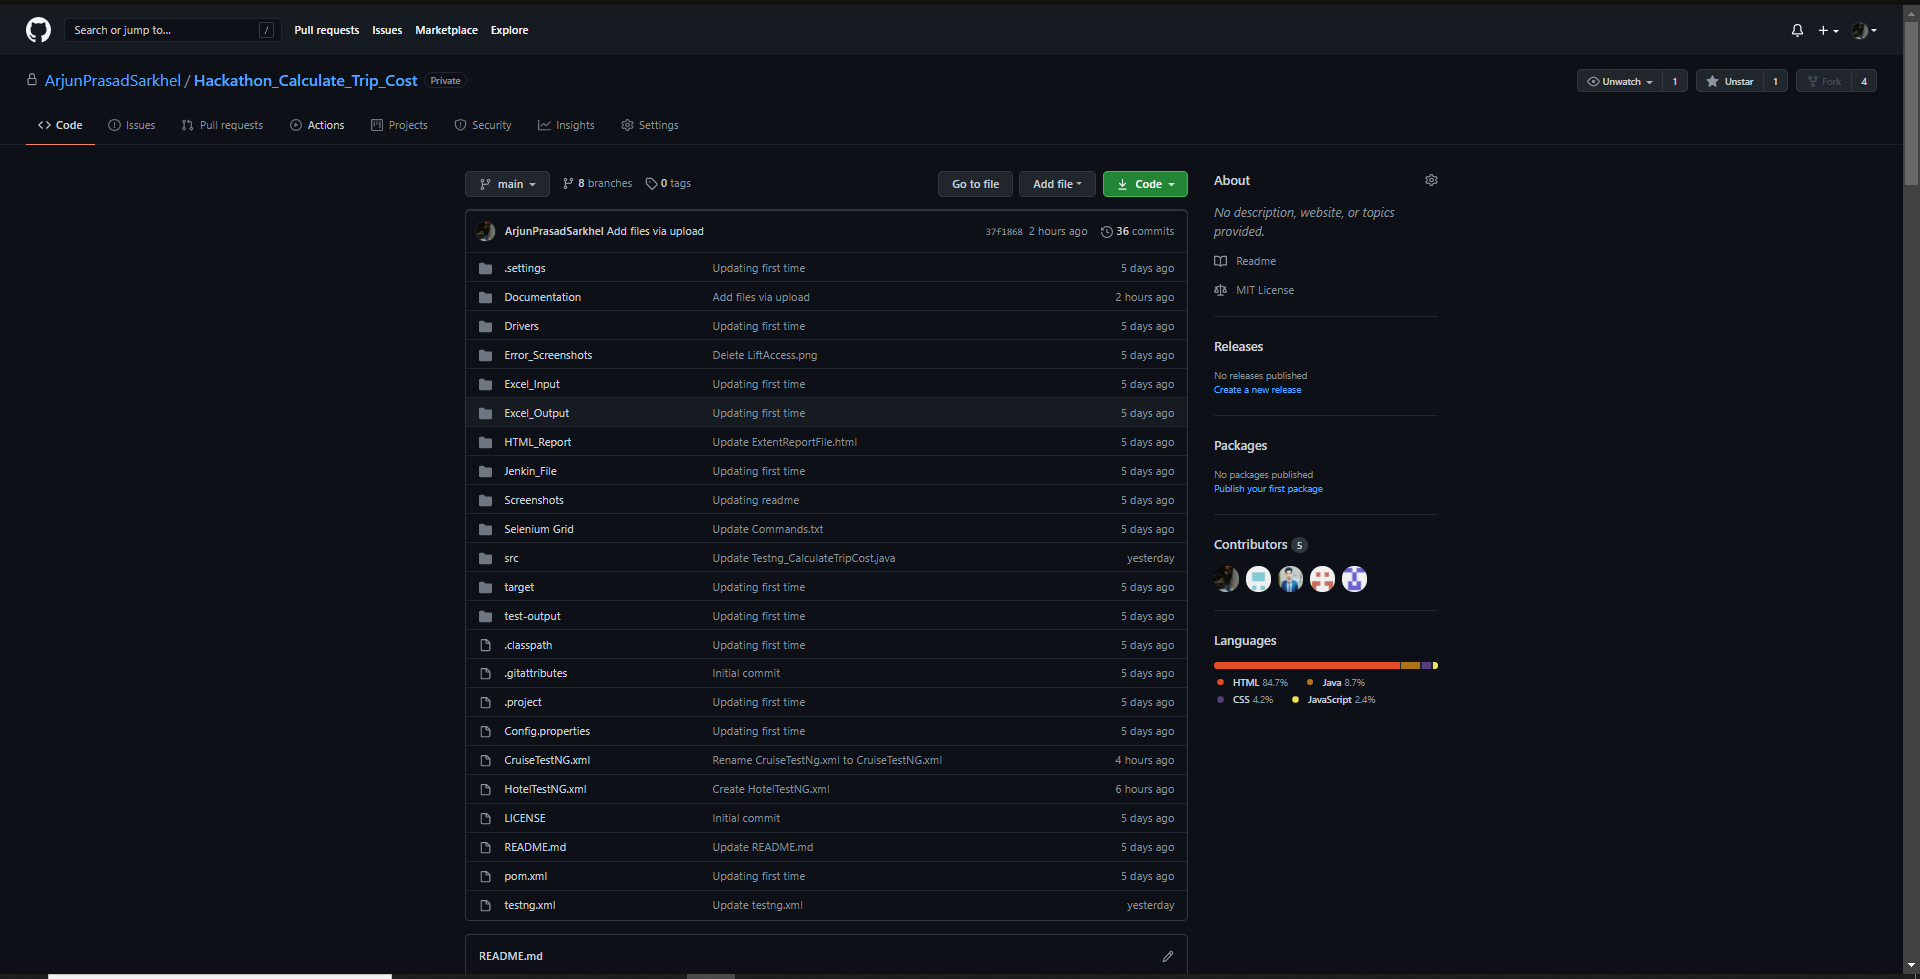 Search or jump to... /
Pull requests Issues Marketplace Explore
ArjunPrasadSarkhel / Hackathon_Calculate_Trip_Cost Private
Unwatch 1 Unstar 1 Fork 4
Code Issues Pull requests Actions Projects Security Insights Settings
main 8 branches 0 tags Go to file Add file Code
ArjunPrasadSarkhel Add files via upload 37f1868 2 hours ago 36 commits
.settings Updating first time 5 days ago
Documentation Add files via upload 2 hours ago
Drivers Updating first time 5 days ago
Error_Screenshots Delete LiftAccess.png 5 days ago
Excel_Input Updating first time 5 days ago
Excel_Output Updating first time 5 days ago
HTML_Report Update ExtentReportFile.html 5 days ago
Jenkin_File Updating first time 5 days ago
Screenshots Updating readme 5 days ago
Selenium Grid Update Commands.txt 5 days ago
src Update Testng_CalculateTripCost.java yesterday
target Updating first time 5 days ago
test-output Updating first time 5 days ago
.classpath Updating first time 5 days ago
.gitattributes Initial commit 5 days ago
.project Updating first time 5 days ago
Config.properties Updating first time 5 days ago
CruiseTestNG.xml Rename CruiseTestNg.xml to CruiseTestNG.xml 4 hours ago
HotelTestNG.xml Create HotelTestNG.xml 6 hours ago
LICENSE Initial commit 5 days ago
README.md Update README.md 5 days ago
pom.xml Updating first time 5 days ago
testng.xml Update testng.xml yesterday
README.md
About
No description, website, or topics
provided.
Readme
MIT License
Releases
No releases published
Create a new release
Packages
No packages published
Publish your first package
Contributors 5
Languages
HTML 84.7% Java 8.7%
CSS 4.2% JavaScript 2.4%